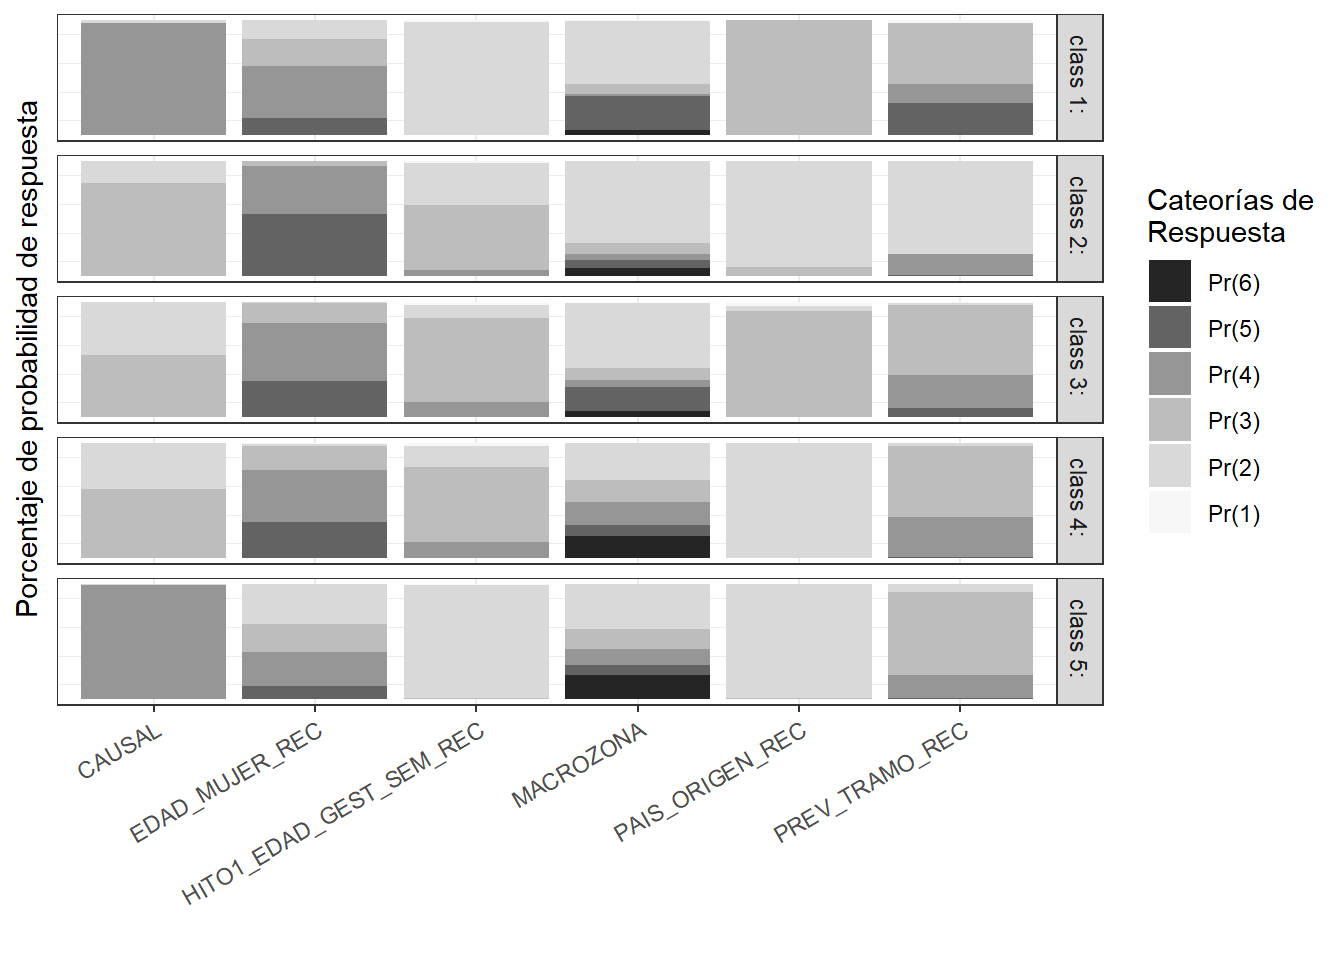 Porcentaje de probabilidad de respuesta
class 1:
class 2:
class 3:
class 4:
class 5:
CAUSAL
EDAD_MUJER_REC
HITO1_EDAD_GEST_SEM_REC
MACROZONA
PAIS_ORIGEN_REC
PREV_TRAMO_REC
Cateorías de
Respuesta
Pr(6)
Pr(5)
Pr(4)
Pr(3)
Pr(2)
Pr(1)